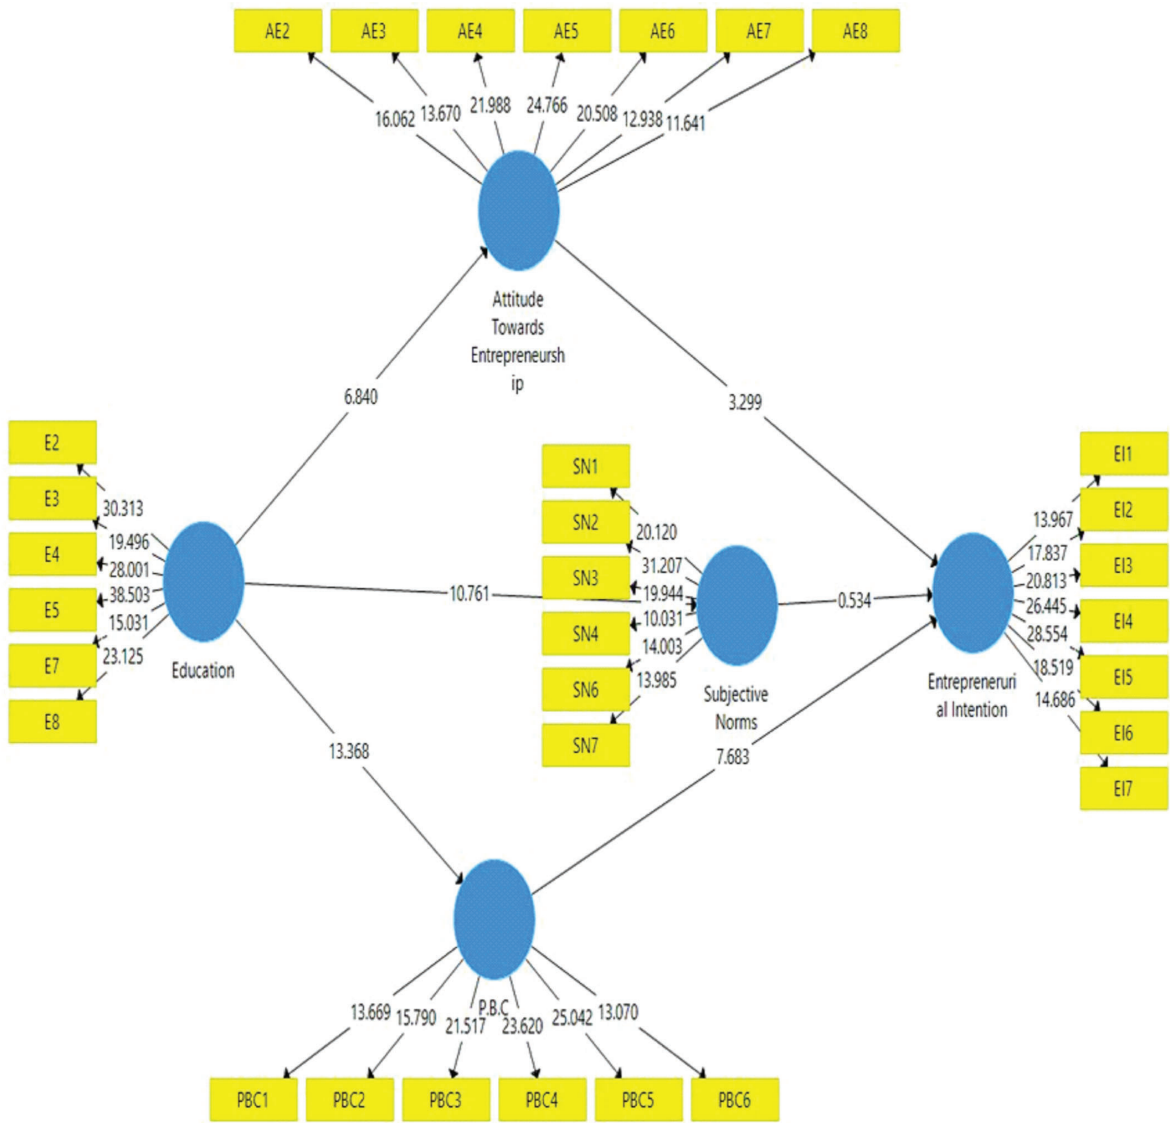 AE2 AE3 AE4 AE5 AE6 AE7 AE8
16.062 13.670 21.988 24.766 20.508 12.938 11.641
Attitude
Towards
Entrepreneursh
ip
6.840
3.299
E2
E3
E4
E5
E7
E8
30.313
19.496
28.001
38.503
15.031
23.125
Education
10.761
SN1
SN2
SN3
SN4
SN6
SN7
20.120
31.207
19.944
10.031
14.003
13.985
Subjective
Norms
0.534
Entrepreneruri
al Intention
13.967
17.837
20.813
26.445
28.554
18.519
14.686
EI1
EI2
EI3
EI4
EI5
EI6
EI7
13.368
7.683
P.B.C
13.669 15.790 21.517 23.620 25.042 13.070
PBC1 PBC2 PBC3 PBC4 PBC5 PBC6